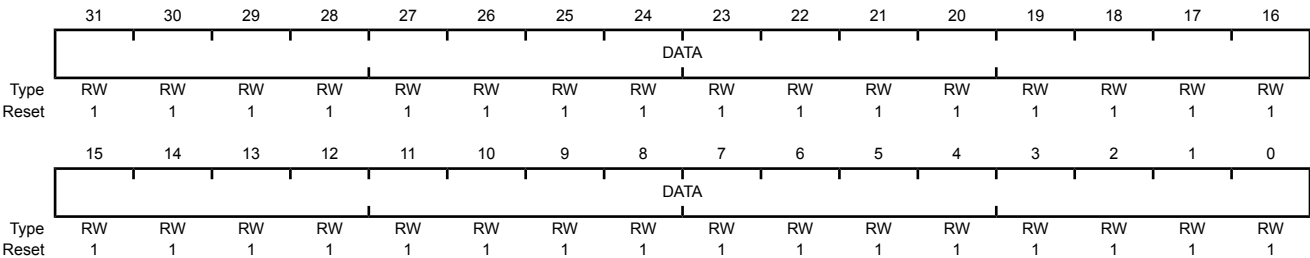 31 30 29 28 27 26 25 24 23 22 21 20 19 18 17 16
DATA
Type RW RW RW RW RW RW RW RW RW RW RW RW RW RW RW RW
Reset 1 1 1 1 1 1 1 1 1 1 1 1 1 1 1 1
15 14 13 12 11 10 9 8 7 6 5 4 3 2 1 0
DATA
Type RW RW RW RW RW RW RW RW RW RW RW RW RW RW RW RW
Reset 1 1 1 1 1 1 1 1 1 1 1 1 1 1 1 1